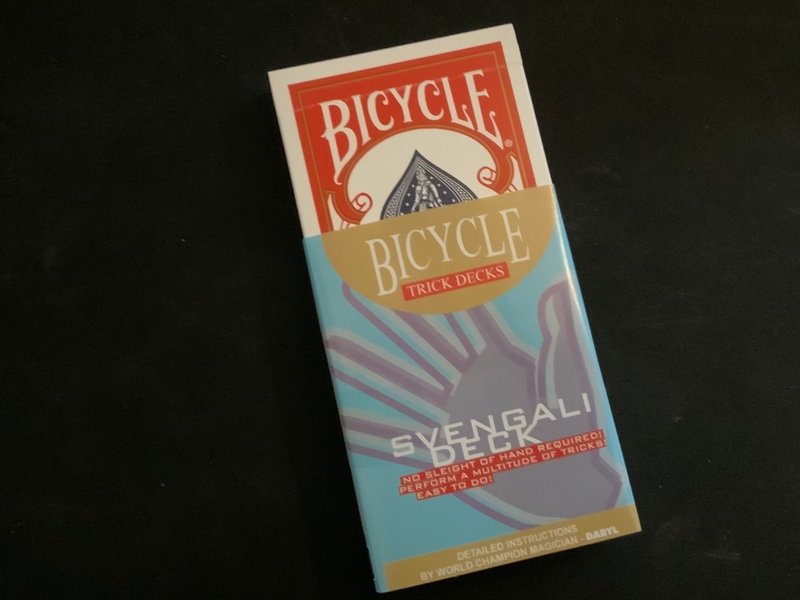 BICYCLE®
BICYCLE
TRICK DECKS
SVENGALI
DECK
NO SLEIGHT OF HAND REQUIRED!
PERFORM A MULTITUDE OF TRICKS!
EASY TO DO!
DETAILED INSTRUCTIONS
BY WORLD CHAMPION MAGICIAN - DARYL